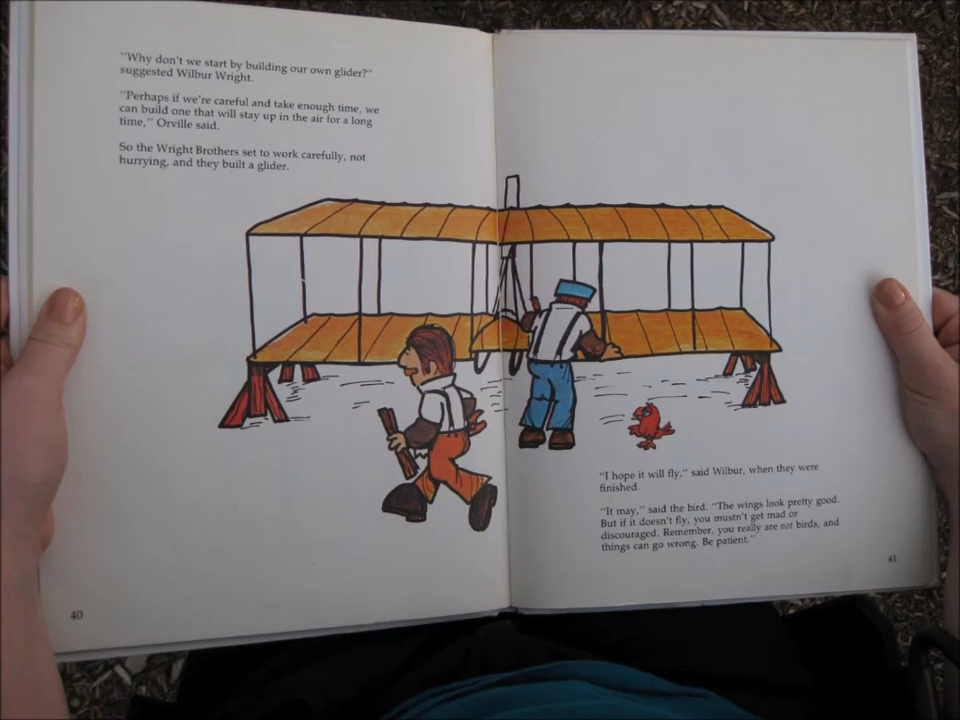 "Why don't we start by building our own glider?"
suggested Wilbur Wright.
"Perhaps if we're careful and take enough time, we
can build one that will stay up in the air for a long
time," Orville said.
So the Wright Brothers set to work carefully, not
hurrying, and they built a glider.
40
"I hope it will fly," said Wilbur, when they were
finished.
"It may," said the bird. "The wings look pretty good.
But if it doesn't fly, you mustn't get mad or
discouraged. Remember, you really are not birds, and
things can go wrong. Be patient."
41